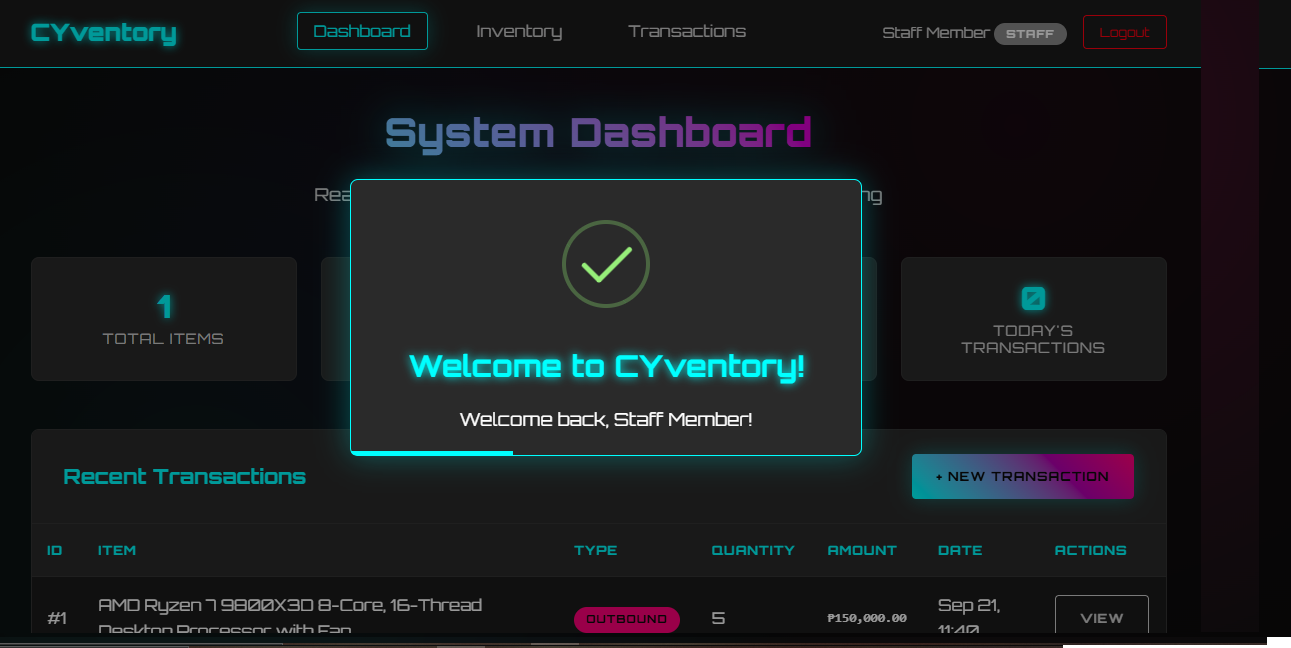 CYventory
Dashboard
Inventory
Transactions
Staff Member STAFF
Logout
System Dashboard
Rea
ng
Welcome to CYventory!
Welcome back, Staff Member!
1
TOTAL ITEMS
0
TODAY'S
TRANSACTIONS
Recent Transactions
+ NEW TRANSACTION
ID ITEM TYPE QUANTITY AMOUNT DATE ACTIONS
#1 AMD Ryzen 7 9800X3D 8-Core, 16-Thread
Desktop Processor with Fan
OUTBOUND 5 ₱150,000.00 Sep 21,
11:40
VIEW